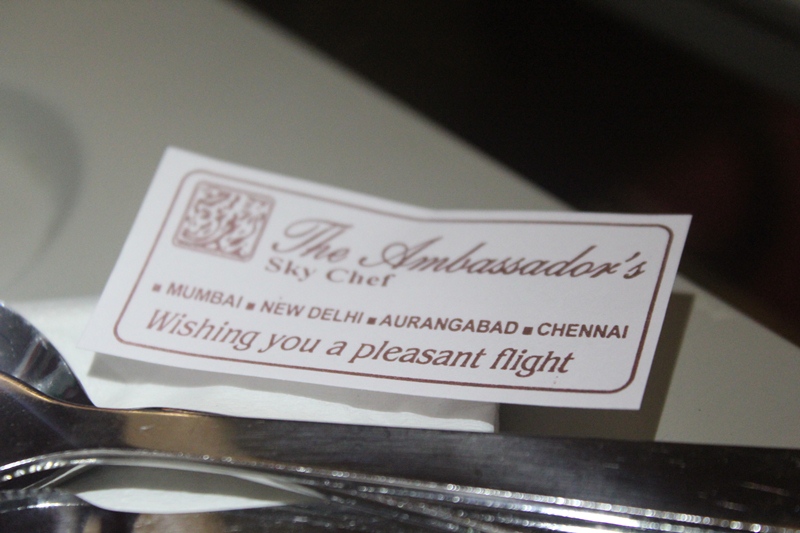 The Ambassador's
Sky Chef
▪ MUMBAI ▪ NEW DELHI ▪ AURANGABAD ▪ CHENNAI
Wishing you a pleasant flight